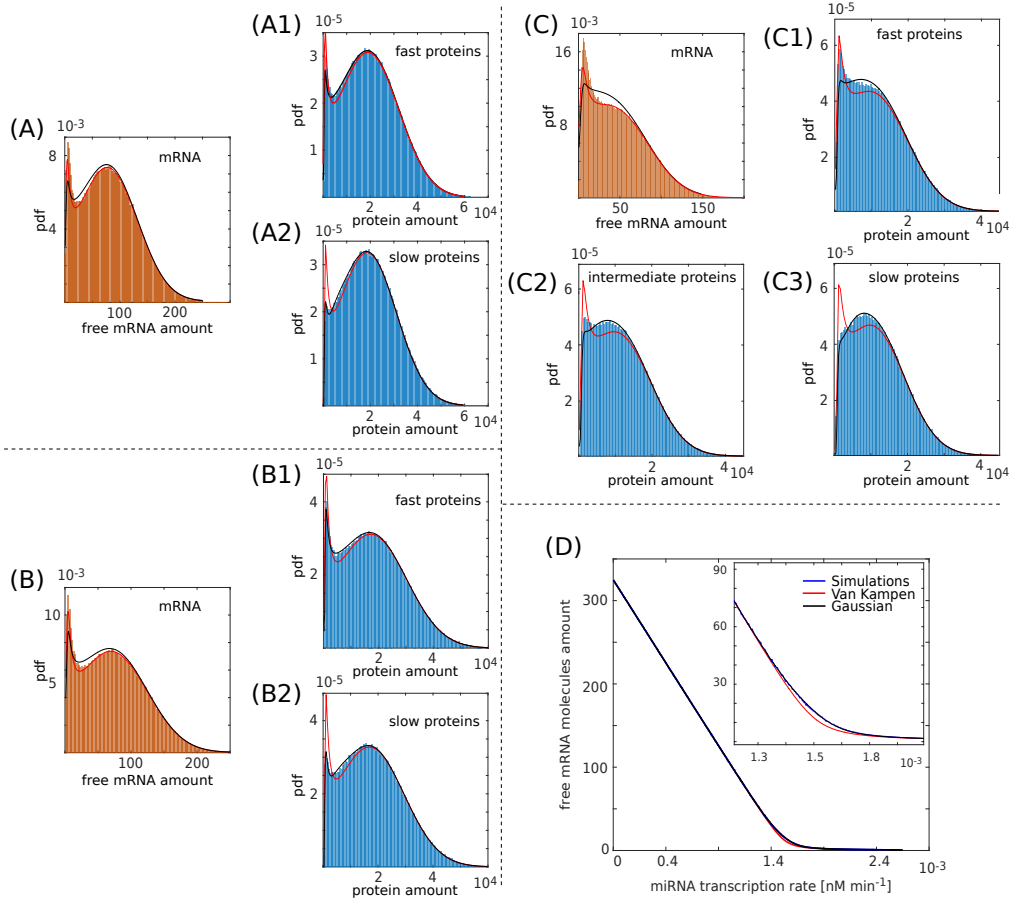 (A)
10⁻³
mRNA
8
4
pdf
100
200
free mRNA amount
(A1)
10⁻⁵
fast proteins
3
2
1
pdf
2
4
6
10⁴
protein amount
(A2)
10⁻⁵
slow proteins
3
2
1
pdf
2
4
6
10⁴
protein amount
(B)
10⁻³
mRNA
10
5
pdf
100
200
free mRNA amount
(B1)
10⁻⁵
fast proteins
4
2
pdf
2
4
10⁴
protein amount
(B2)
10⁻⁵
slow proteins
4
2
pdf
2
4
10⁴
protein amount
(C)
10⁻³
mRNA
16
8
pdf
50
150
free mRNA amount
(C1)
10⁻⁵
fast proteins
6
4
2
pdf
2
10⁴
protein amount
(C2)
10⁻⁵
intermediate proteins
6
4
2
pdf
2
10⁴
protein amount
(C3)
10⁻⁵
slow proteins
6
4
2
pdf
2
10⁴
protein amount
(D)
300
200
100
0
free mRNA molecules amount
0
0.4
1.4
2.4
10⁻³
miRNA transcription rate [nM min⁻¹]
90
70
60
30
1.3
1.5
1.8
10⁻³
Simulations
Van Kampen
Gaussian